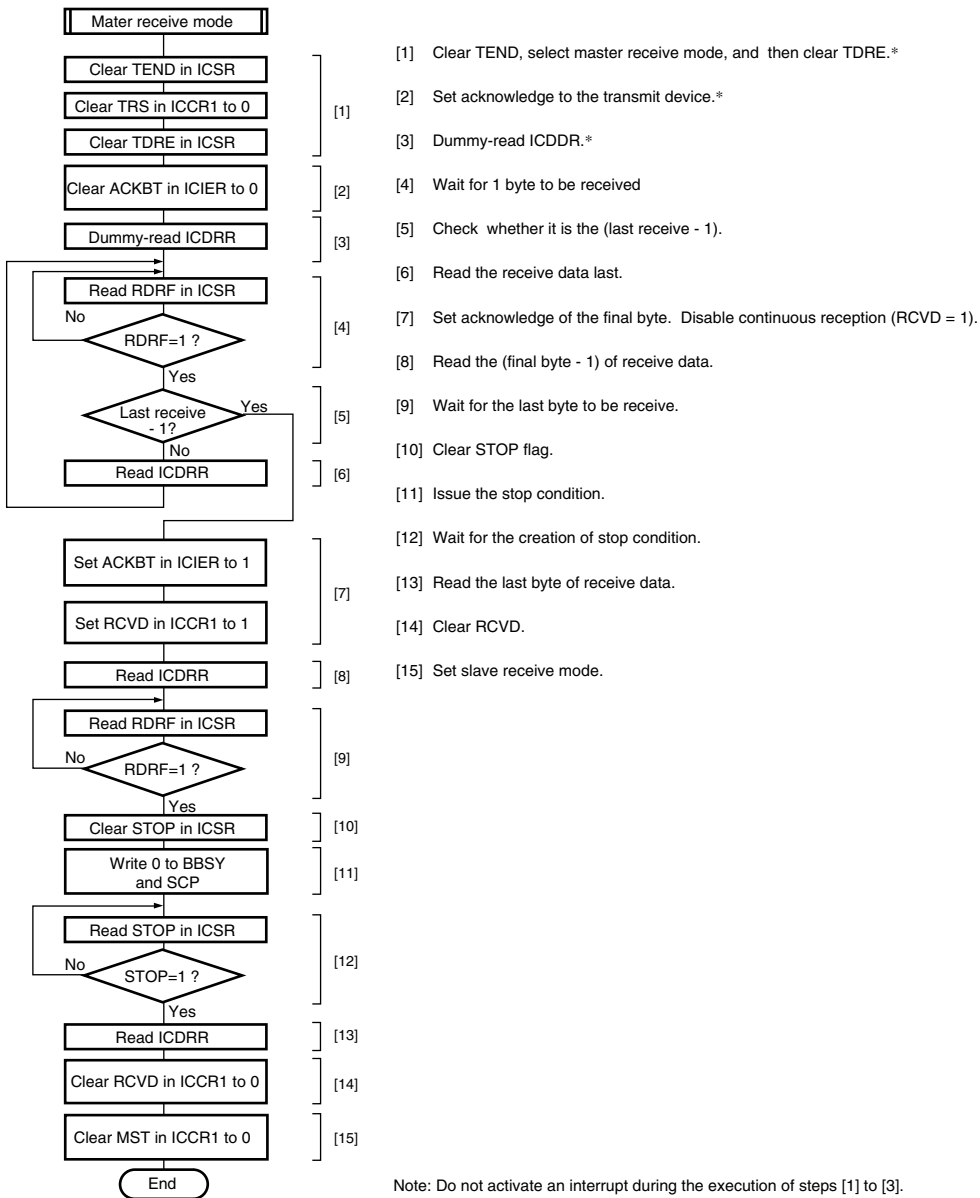 Mater receive mode
Clear TEND in ICSR
Clear TRS in ICCR1 to 0
[1]
Clear TDRE in ICSR
Clear ACKBT in ICIER to 0
[2]
Dummy-read ICDRR
[3]
Read RDRF in ICSR
No
RDRF=1 ?
[4]
Yes
Last receive
- 1?
Yes
[5]
No
Read ICDRR
[6]
Set ACKBT in ICIER to 1
[7]
Set RCVD in ICCR1 to 1
Read ICDRR
[8]
Read RDRF in ICSR
No
RDRF=1 ?
[9]
Yes
Clear STOP in ICSR
[10]
Write 0 to BBSY
and SCP
[11]
Read STOP in ICSR
No
STOP=1 ?
[12]
Yes
Read ICDRR
[13]
Clear RCVD in ICCR1 to 0
[14]
Clear MST in ICCR1 to 0
[15]
End
[1] Clear TEND, select master receive mode, and then clear TDRE.*
[2] Set acknowledge to the transmit device.*
[3] Dummy-read ICDDR.*
[4] Wait for 1 byte to be received
[5] Check whether it is the (last receive - 1).
[6] Read the receive data last.
[7] Set acknowledge of the final byte. Disable continuous reception (RCVD = 1).
[8] Read the (final byte - 1) of receive data.
[9] Wait for the last byte to be receive.
[10] Clear STOP flag.
[11] Issue the stop condition.
[12] Wait for the creation of stop condition.
[13] Read the last byte of receive data.
[14] Clear RCVD.
[15] Set slave receive mode.
Note: Do not activate an interrupt during the execution of steps [1] to [3].